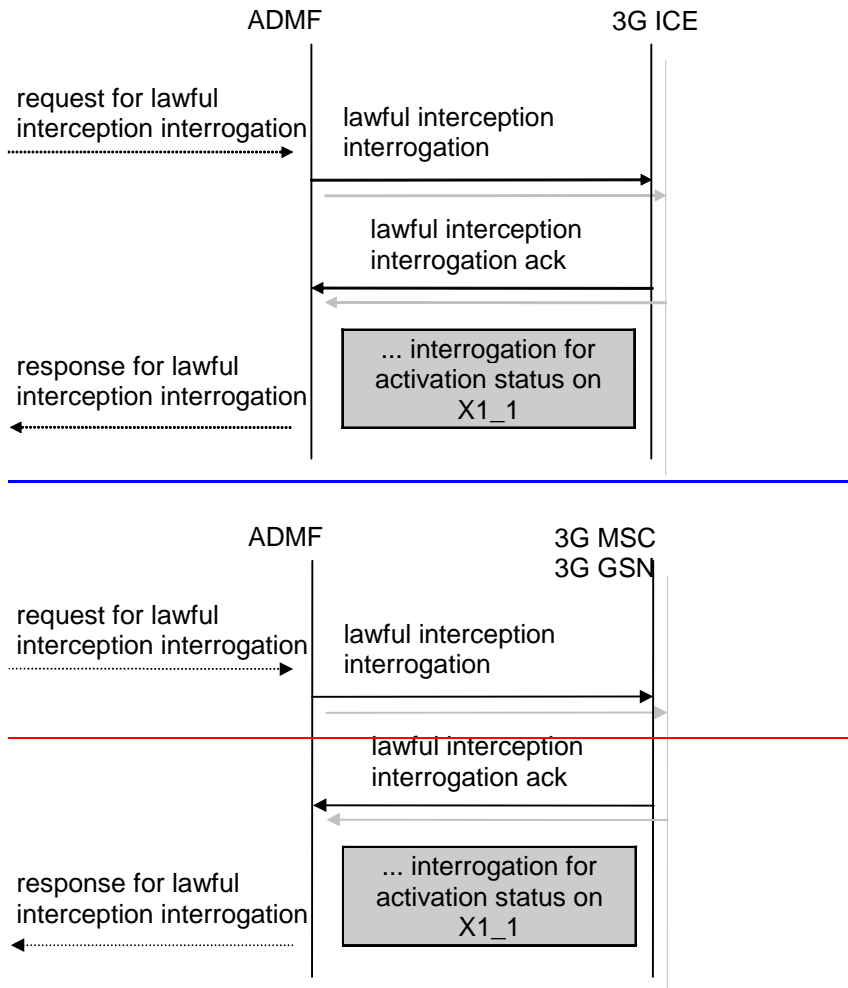 ADMF 3G ICE
request for lawful
interception interrogation
lawful interception
interrogation
lawful interception
interrogation ack
... interrogation for
activation status on
X1_1
response for lawful
interception interrogation
ADMF 3G MSC
3G GSN
request for lawful
interception interrogation
lawful interception
interrogation
lawful interception
interrogation ack
... interrogation for
activation status on
X1_1
response for lawful
interception interrogation